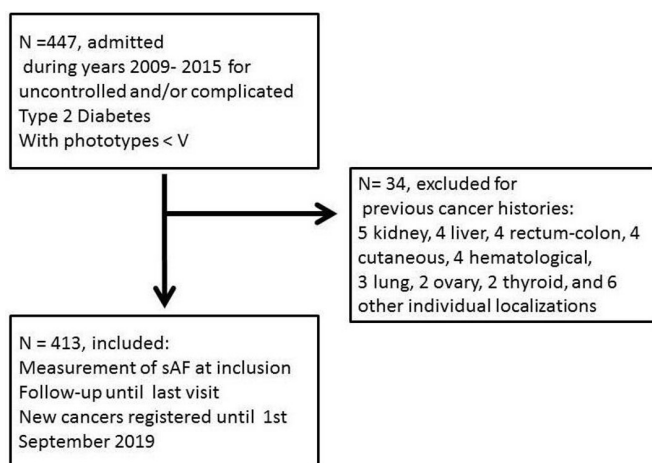 N =447, admitted
during years 2009- 2015 for
uncontrolled and/or complicated
Type 2 Diabetes
With phototypes < V
N= 34, excluded for
previous cancer histories:
5 kidney, 4 liver, 4 rectum-colon, 4
cutaneous, 4 hematological,
3 lung, 2 ovary, 2 thyroid, and 6
other individual localizations
N = 413, included:
Measurement of sAF at inclusion
Follow-up until last visit
New cancers registered until 1st
September 2019